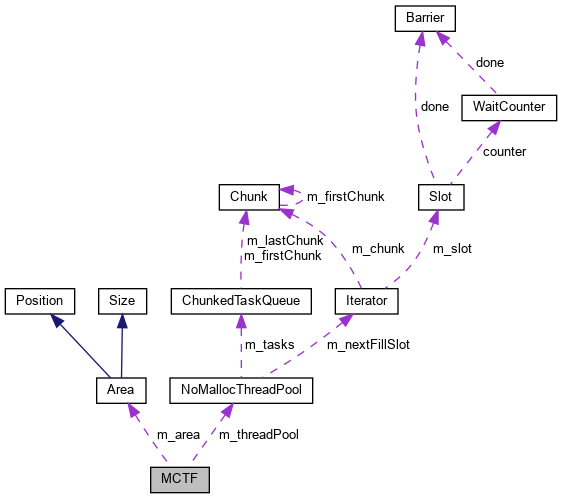 Barrier
done
WaitCounter
done
counter
Chunk
m_firstChunk
Slot
m_lastChunk
m_firstChunk
m_chunk
m_slot
Position
Size
ChunkedTaskQueue
Iterator
m_tasks
m_nextFillSlot
Area
NoMallocThreadPool
m_area
m_threadPool
MCTF